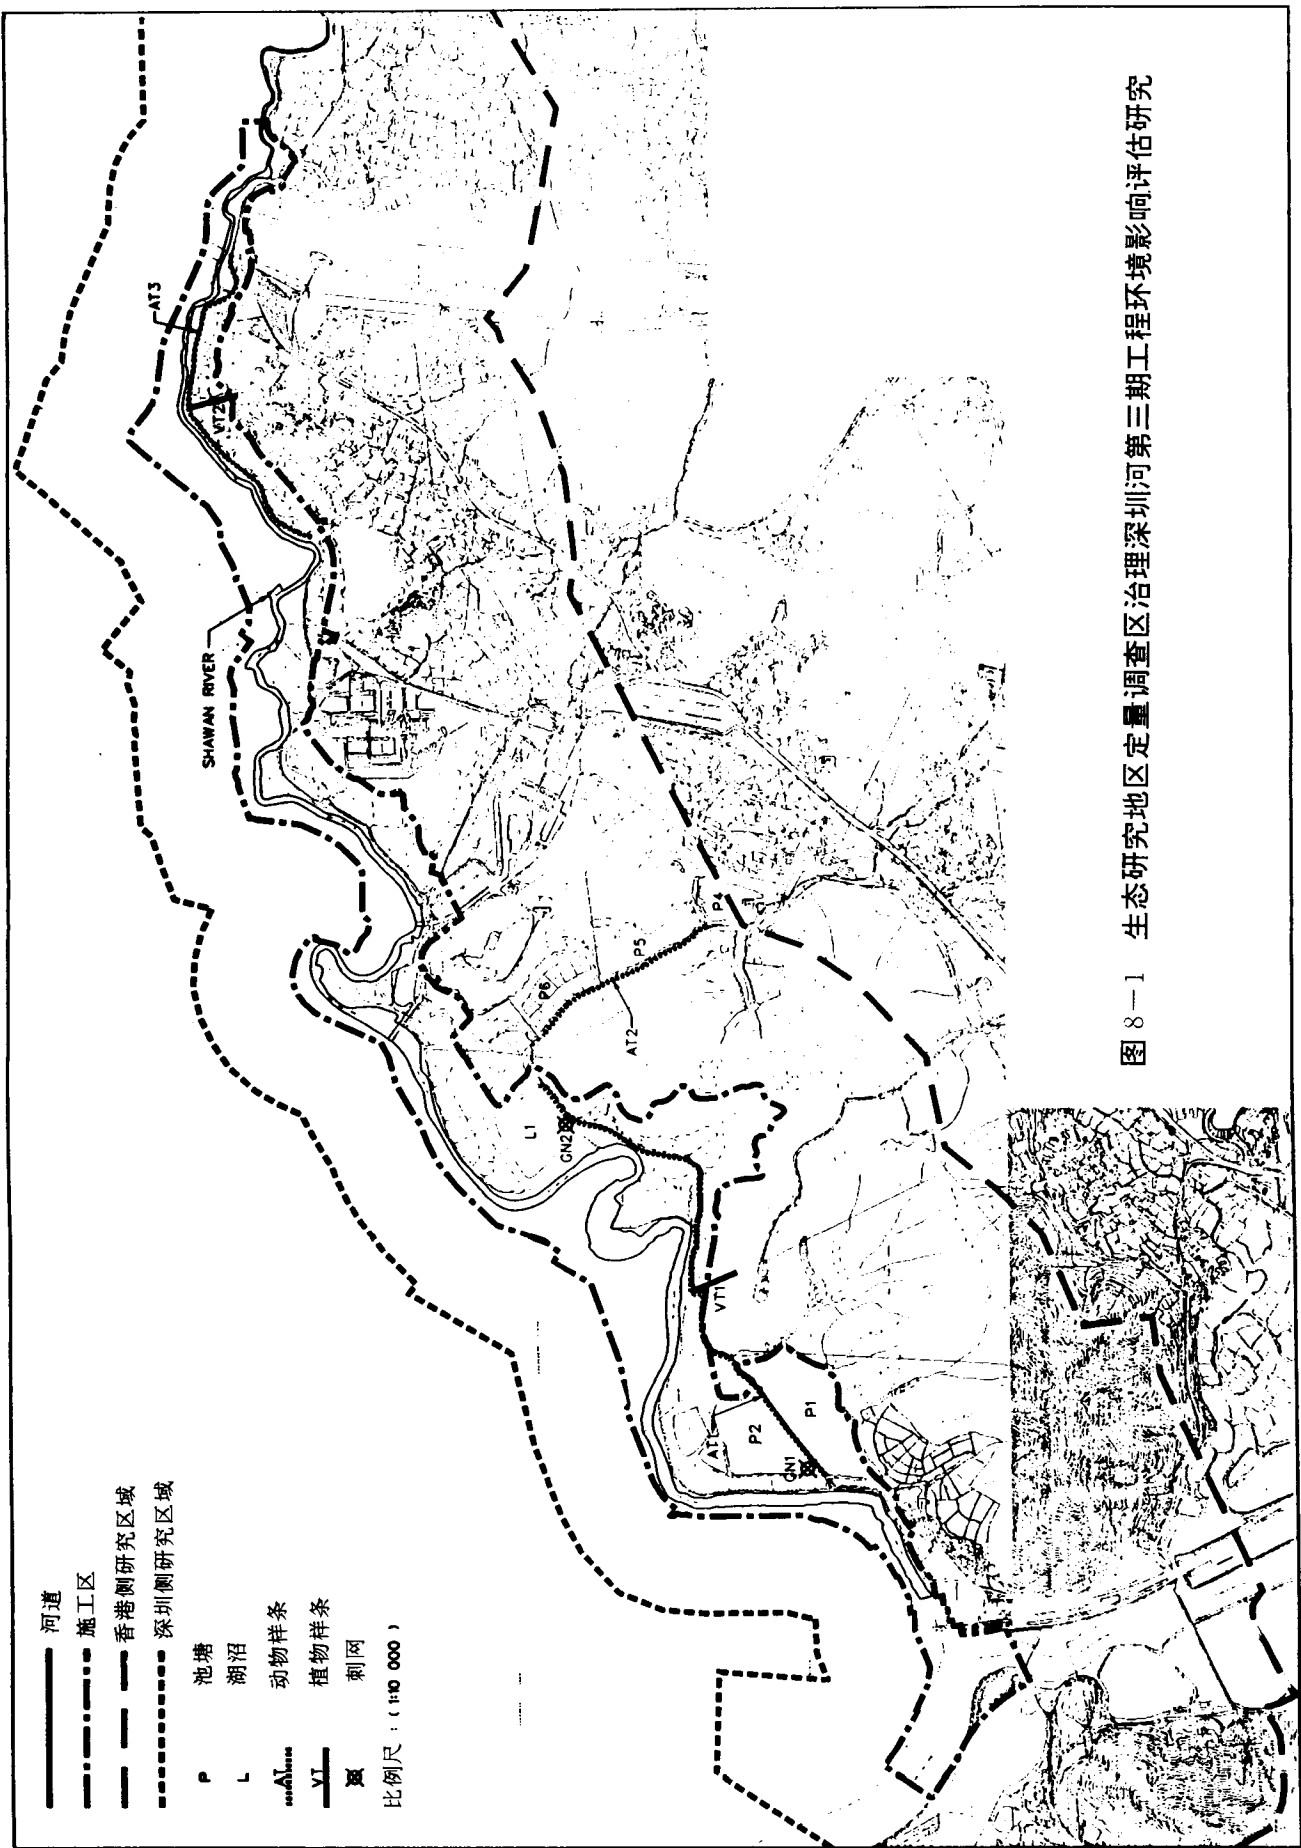 河道
施工区
香港侧研究区域
深圳侧研究区域
P 池塘
L 湖沼
AT 动物样条
VT 植物样条
刺网
比例尺：(1:10 000)
SHAWAN RIVER
AT3
VT2
L1
GN2
P6
P5
P4
AT2
VT1
AT1
P2
P1
GN1
图 8-1 生态研究地区定量调查区治理深圳河第三期工程环境影响评估研究